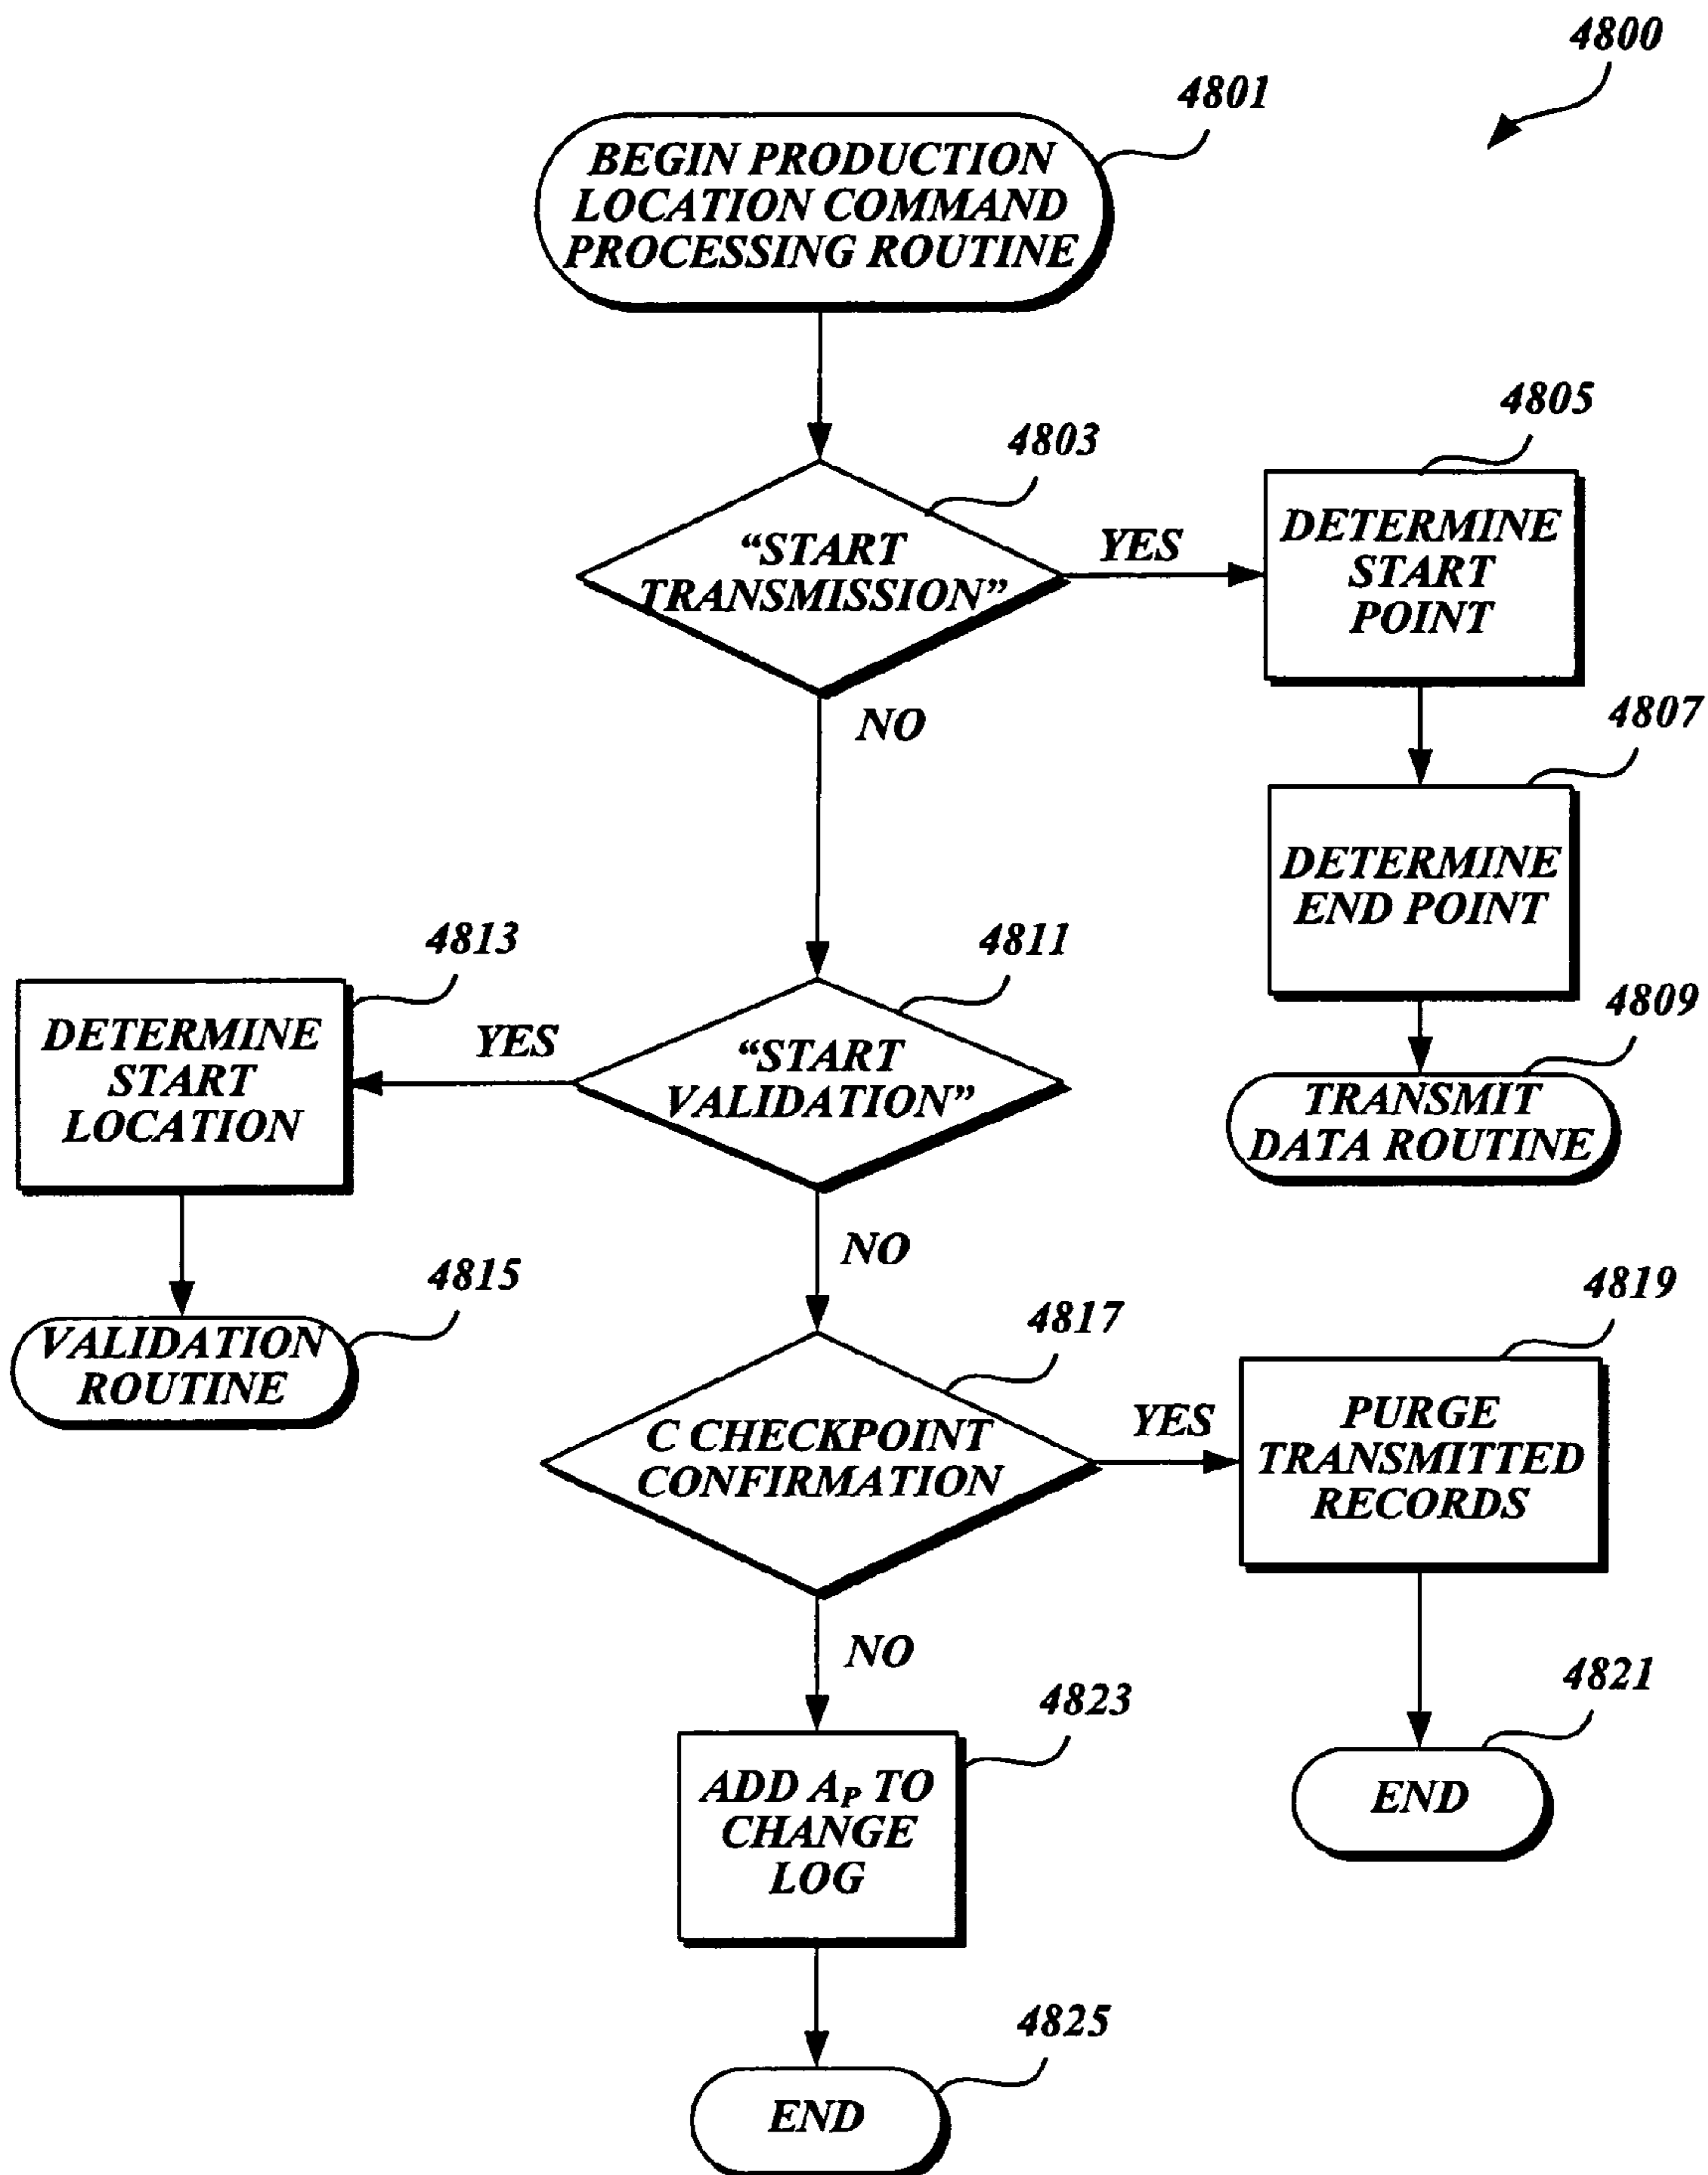 4800
4801
BEGIN PRODUCTION
LOCATION COMMAND
PROCESSING ROUTINE
4803
“START
TRANSMISSION”
YES
NO
4805
DETERMINE
START
POINT
4807
DETERMINE
END POINT
4809
TRANSMIT
DATA ROUTINE
4811
“START
VALIDATION”
YES
NO
4813
DETERMINE
START
LOCATION
4815
VALIDATION
ROUTINE
4817
C CHECKPOINT
CONFIRMATION
YES
NO
4819
PURGE
TRANSMITTED
RECORDS
4821
END
4823
ADD AP TO
CHANGE
LOG
4825
END